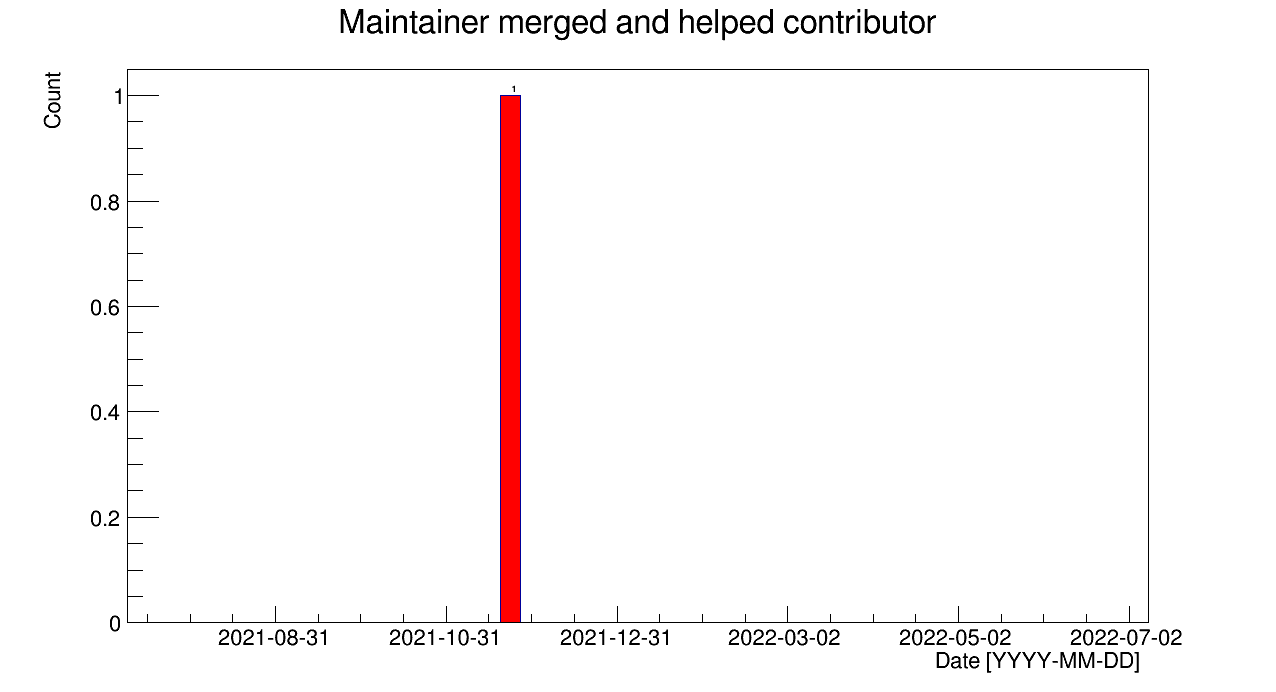 Maintainer merged and helped contributor
Count
1
1
0.8
0.6
0.4
0.2
0
2021-08-31 2021-10-31 2021-12-31 2022-03-02 2022-05-02 2022-07-02
Date [YYYY-MM-DD]